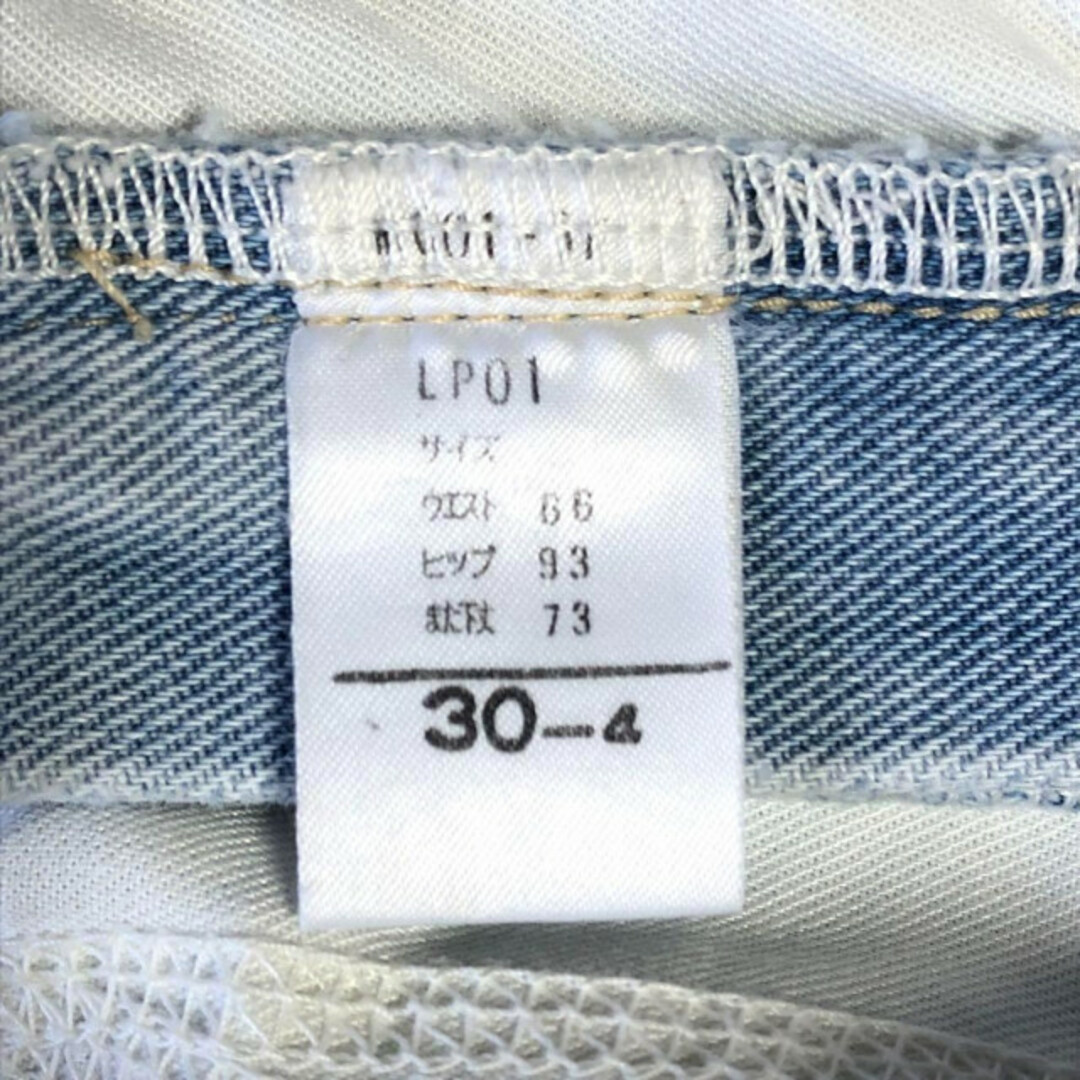 LP01
サイズ
ウエスト 66
ヒップ 93
また下丈 73
30-4